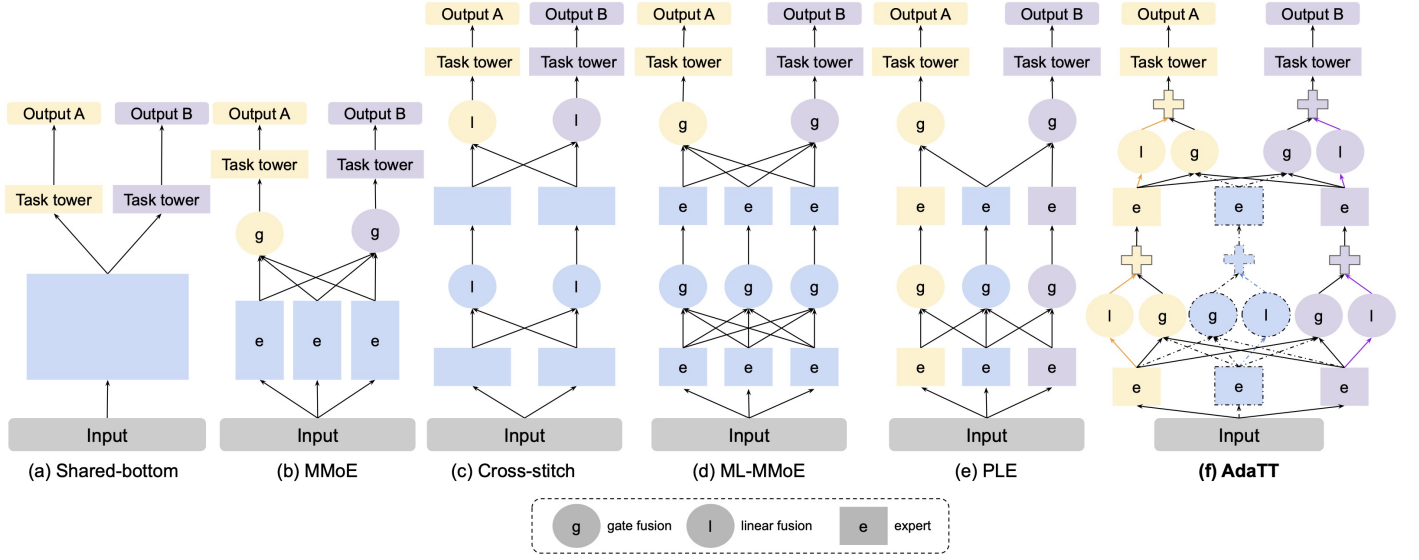 Output A Output B Output A Output B Output A Output B Output A Output B
Task tower Task tower Task tower Task tower Task tower Task tower Task tower Task tower
Output A Output B Output A Output B
l l g g g g
Task tower Task tower
l g g l
Task tower Task tower
e e e e e e e e e
g g
l l g g g g g g
l g g l g l
e e e
e e e e e e e e e
Input Input Input Input Input Input
(a) Shared-bottom (b) MMoE (c) Cross-stitch (d) ML-MMoE (e) PLE (f) AdaTT
g gate fusion l linear fusion e expert